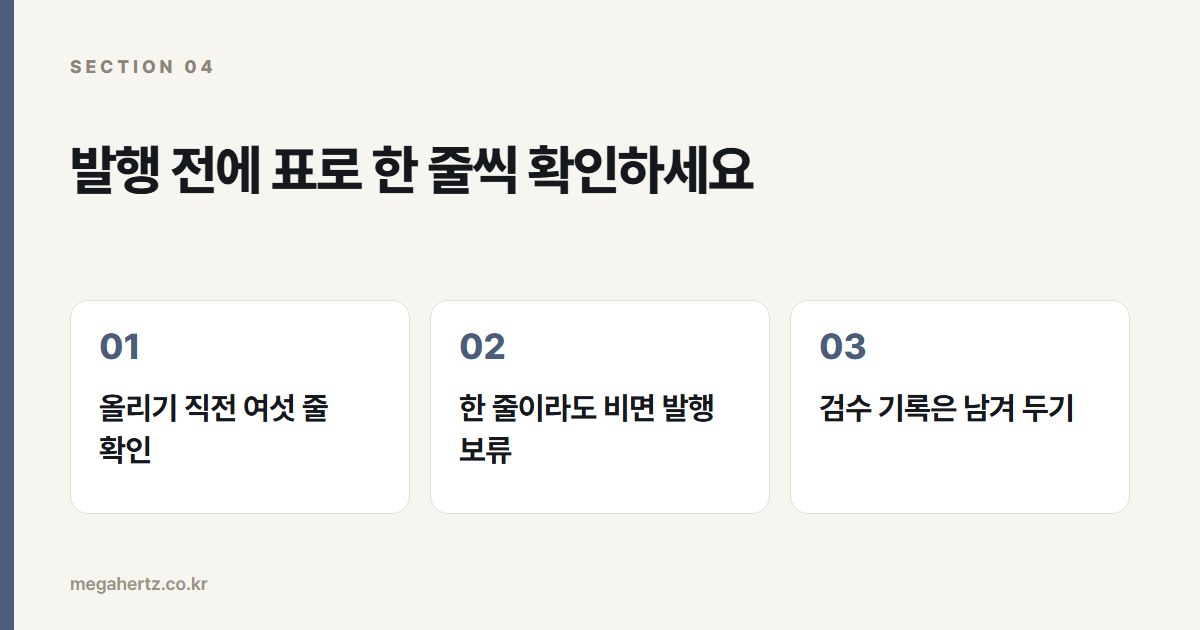 SECTION 04
발행 전에 표로 한 줄씩 확인하세요
01
올리기 직전 여섯 줄
확인
02
한 줄이라도 비면 발행
보류
03
검수 기록은 남겨 두기
megahertz.co.kr